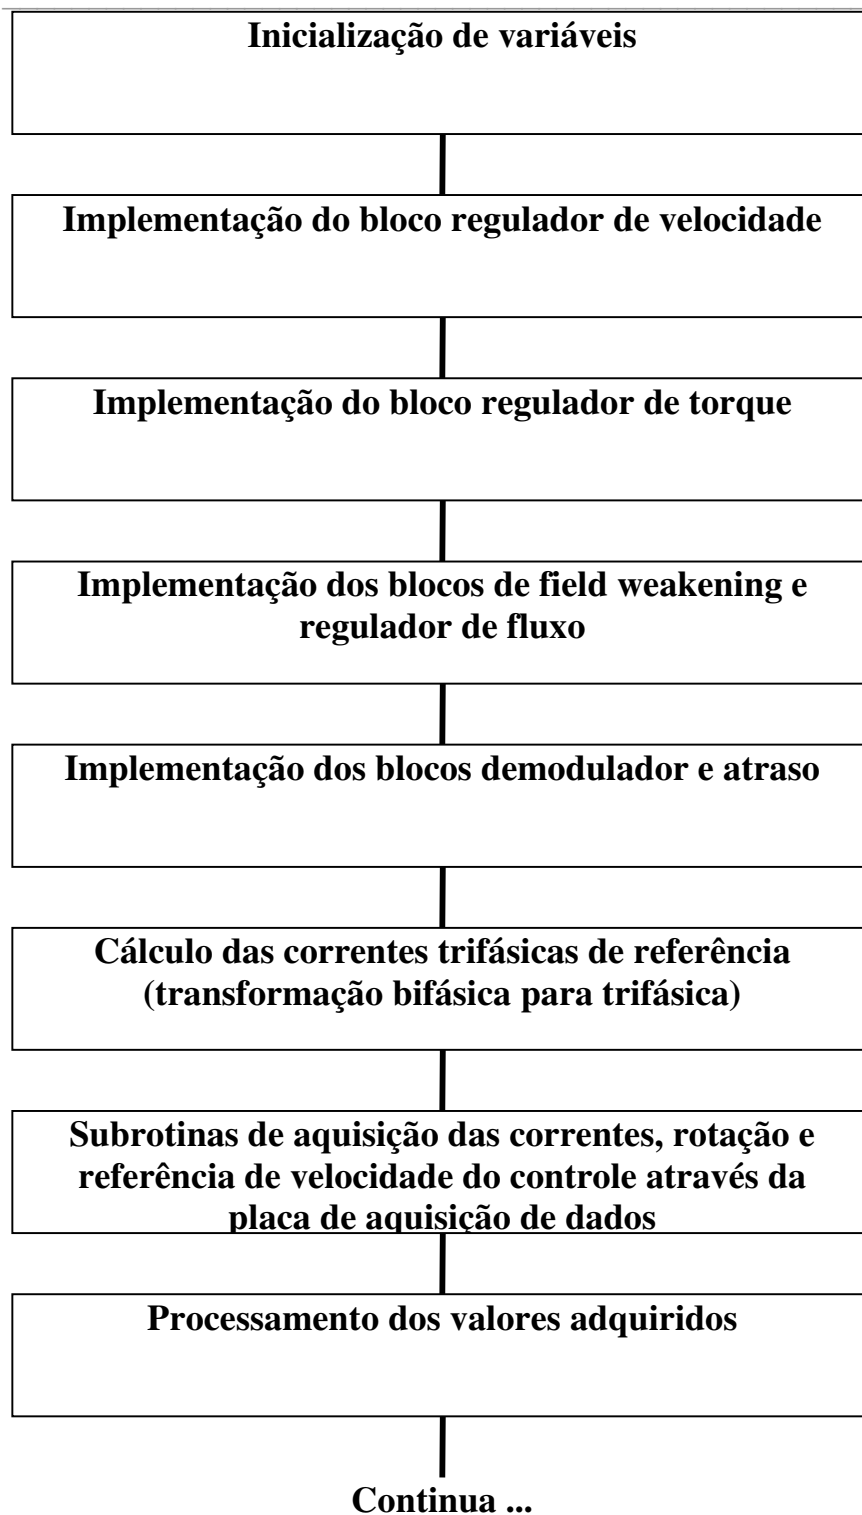 Inicialização de variáveis
Implementação do bloco regulador de velocidade
Implementação do bloco regulador de torque
Implementação dos blocos de field weakening e
regulador de fluxo
Implementação dos blocos demodulador e atraso
Cálculo das correntes trifásicas de referência
(transformação bifásica para trifásica)
Subrotinas de aquisição das correntes, rotação e
referência de velocidade do controle através da
placa de aquisição de dados
Processamento dos valores adquiridos
Continua ...